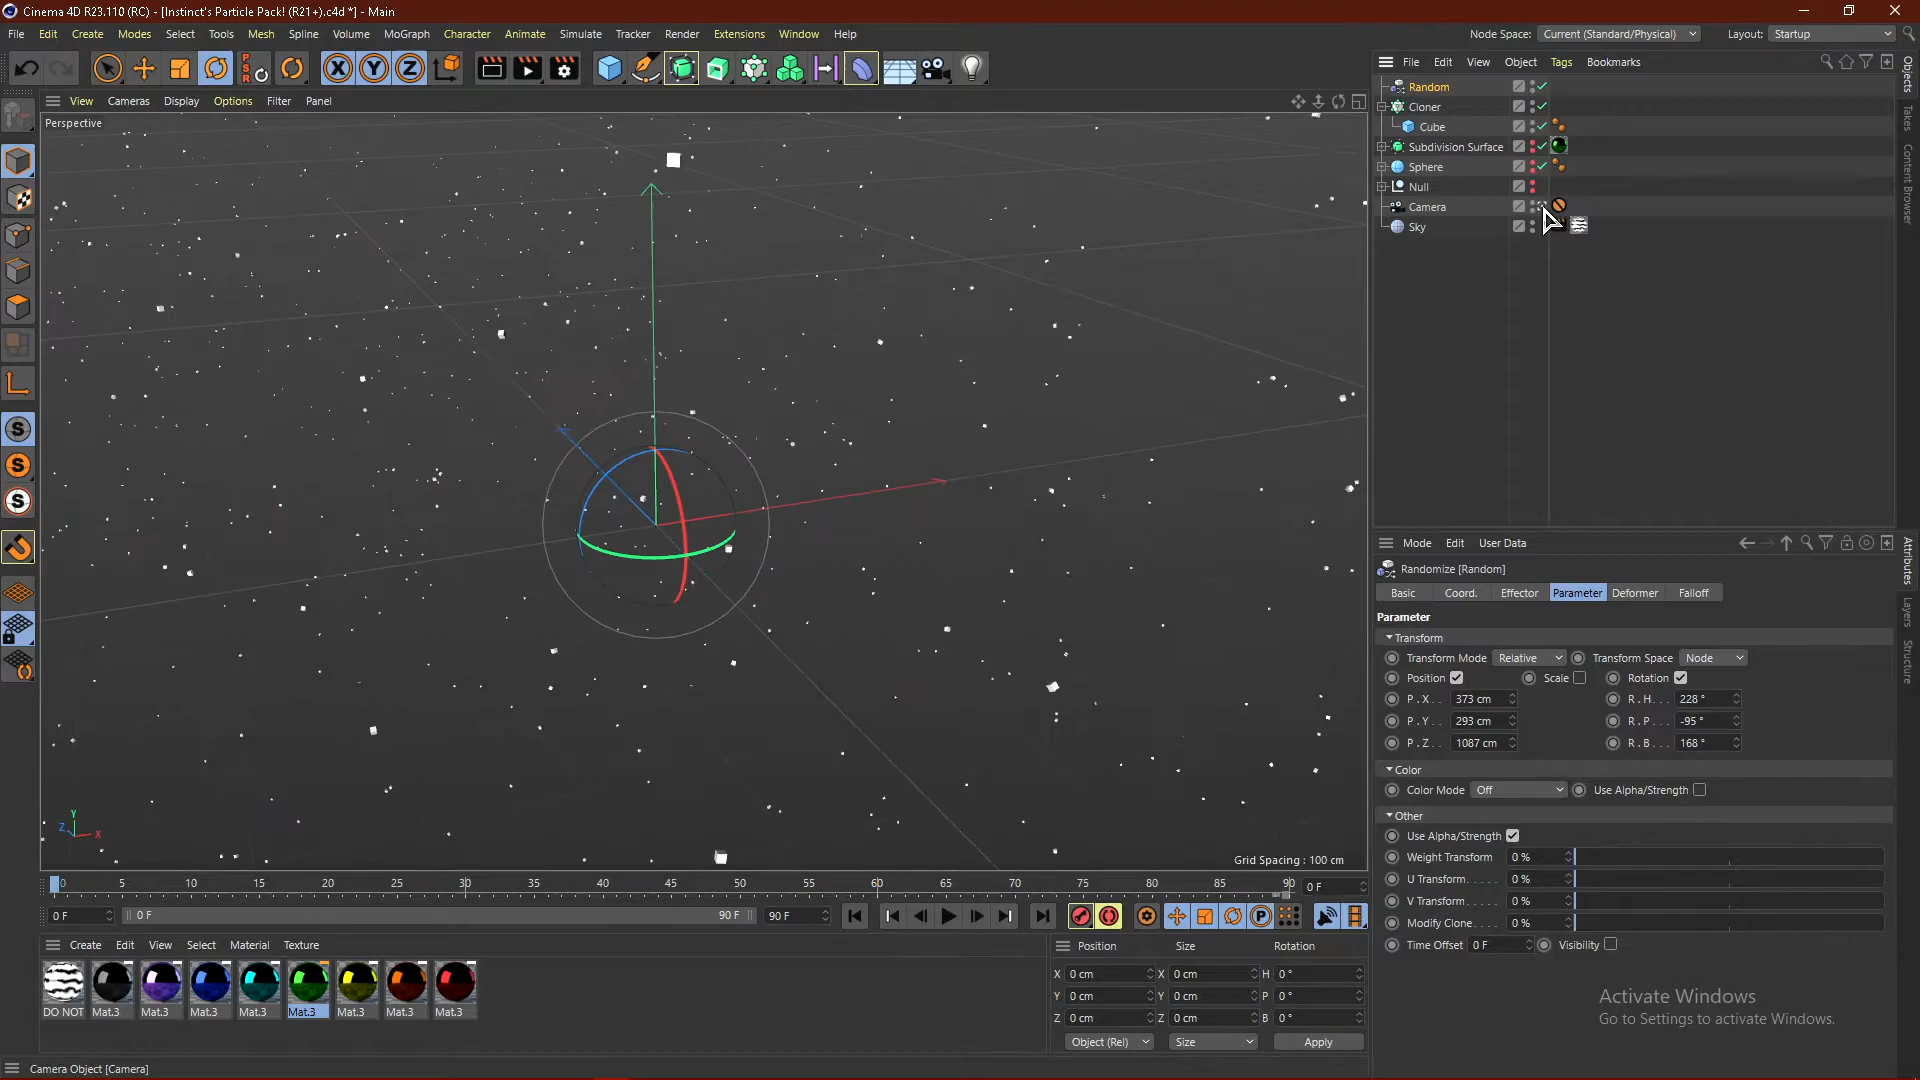 Cinema 4D R23.110 (RC) - [Instinct's Particle Pack! (R21+).c4d *] - Main
File Edit Create Modes Select Tools Mesh Spline Volume MoGraph Character Animate Simulate Tracker Render Extensions Window Help
Node Space: Current (Standard/Physical) Layout: Startup
PSR X Y Z
File Edit View Object Tags Bookmarks
View Cameras Display Options Filter Panel
Perspective
Random
Cloner
Cube
Subdivision Surface
Sphere
Null
Camera
Sky
Objects
Takes
Content Browser
S
S
S
Y
Z X
Grid Spacing : 100 cm
Mode Edit User Data
Randomize [Random]
Basic Coord. Effector Parameter Deformer Falloff
Parameter
Transform
Transform Mode Relative Transform Space Node
Position Scale Rotation
P . X . . 373 cm R . H . . . 228 °
P . Y . . 293 cm R . P . . . -95 °
P . Z . . 1087 cm R . B . . . 168 °
Color
Color Mode Off Use Alpha/Strength
Other
Use Alpha/Strength
Weight Transform 0 %
U Transform. . . . . 0 %
V Transform. . . . . 0 %
Modify Clone. . . . 0 %
Time Offset 0 F Visibility
Attributes
Layers
Structure
0 5 10 15 20 25 30 35 40 45 50 55 60 65 70 75 80 85 90 0 F
0 F 0 F 90 F 90 F
P
Create Edit View Select Material Texture
DO NOT Mat.3 Mat.3 Mat.3 Mat.3 Mat.3 Mat.3 Mat.3 Mat.3
Position Size Rotation
X 0 cm X 0 cm H 0 °
Y 0 cm Y 0 cm P 0 °
Z 0 cm Z 0 cm B 0 °
Object (Rel) Size Apply
Activate Windows
Go to Settings to activate Windows.
Camera Object [Camera]